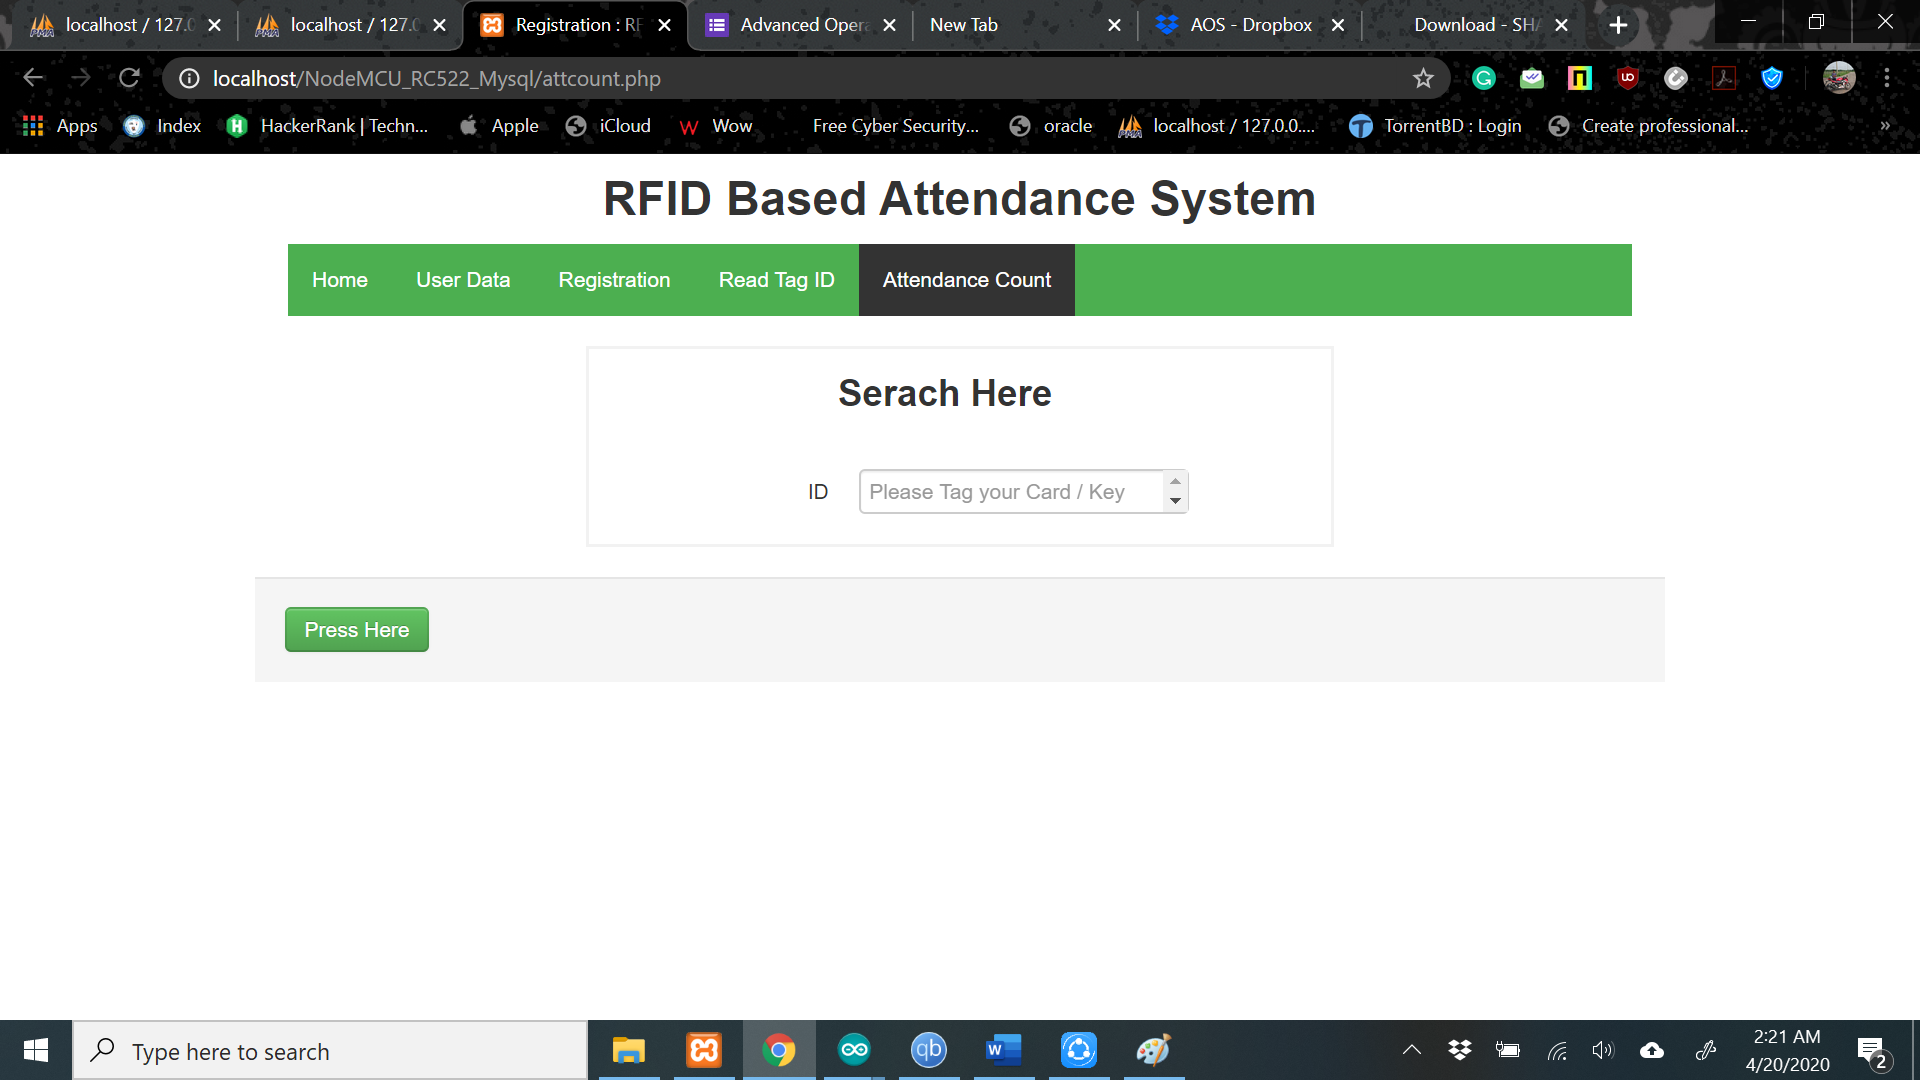 localhost / 127.0
localhost / 127.0
Registration : RF
Advanced Opera
New Tab
AOS - Dropbox
Download - SHA
localhost/NodeMCU_RC522_Mysql/attcount.php
Apps
Index
HackerRank | Techn...
Apple
iCloud
Wow
Free Cyber Security...
oracle
localhost / 127.0.0....
TorrentBD : Login
Create professional...
»
RFID Based Attendance System
Home
User Data
Registration
Read Tag ID
Attendance Count
Serach Here
ID
Please Tag your Card / Key
Press Here
Type here to search
2:21 AM
4/20/2020
2